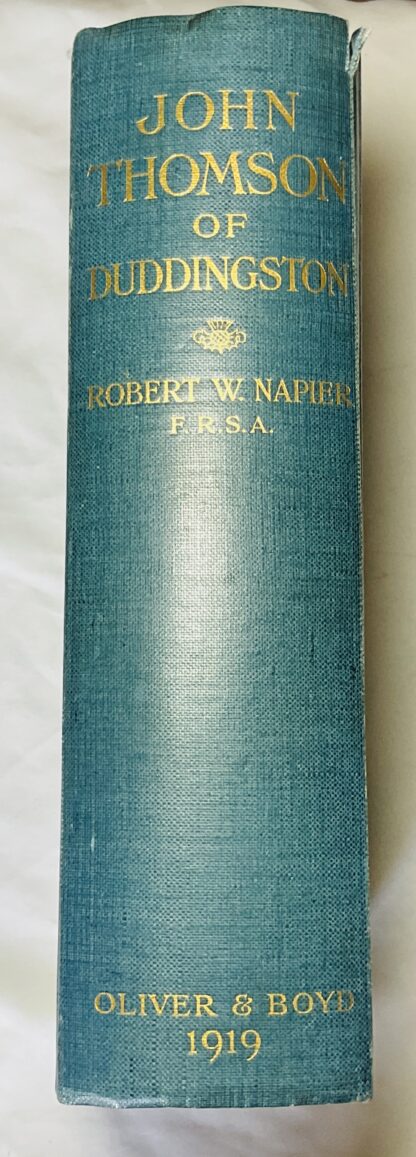 JOHN
THOMSON
OF
DUDDINGSTON
ROBERT W. NAPIER
F.R.S.A.
OLIVER & BOYD
1919